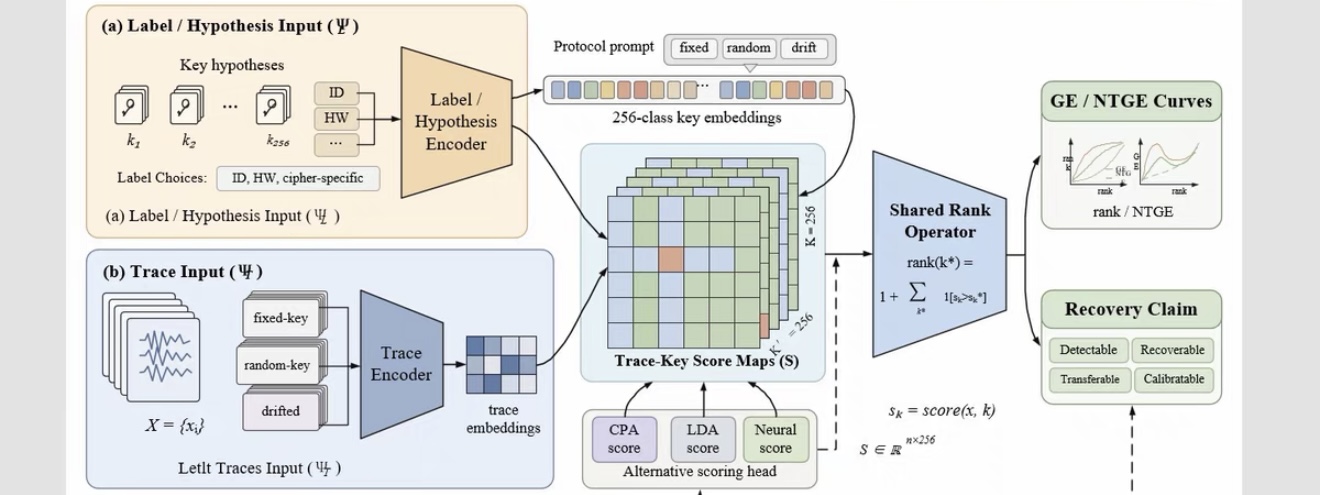 (a) Label / Hypothesis Input (Ψ)
Key hypotheses
k₁ k₂ ... k₂₅₆
ID
HW
...
Label Choices: ID, HW, cipher-specific
(a) Label / Hypothesis Input (Ψ)
Label /
Hypothesis
Encoder
Protocol prompt fixed random drift
...
256-class key embeddings
(b) Trace Input (Ψ)
fixed-key
random-key
drifted
X = {xᵢ}
Letlt Traces Input (Ψ)
Trace
Encoder
trace
embeddings
K = 256
K' = 256
Trace-Key Score Maps (S)
CPA
score
LDA
score
Neural
score
Alternative scoring head
Shared Rank
Operator
rank(k*) =
1 + ∑ 1[sₖ>sₖ*]
k*
sₖ = score(x, k)
S ∈ ℝ n×256
GE / NTGE Curves
rank
rank
rank / NTGE
Recovery Claim
Detectable Recoverable
Transferable Calibratable